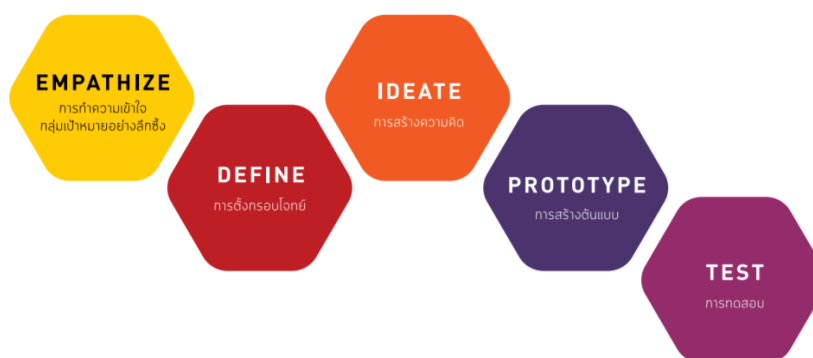 EMPATHIZE
การทำความเข้าใจ
กลุ่มเป้าหมายอย่างลึกซึ้ง
DEFINE
การตั้งกรอบโจทย์
IDEATE
การสร้างความคิด
PROTOTYPE
การสร้างต้นแบบ
TEST
การทดสอบ